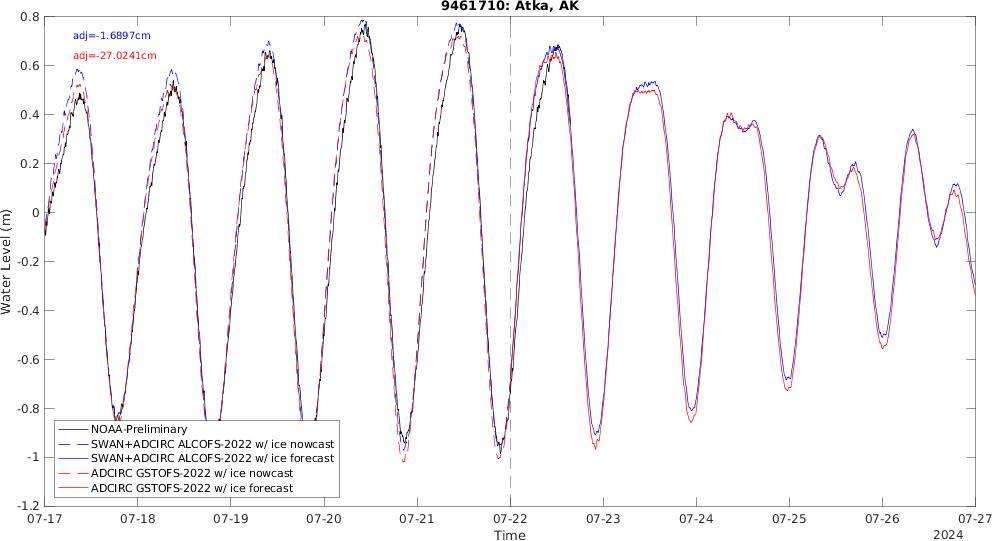 9461710: Atka, AK
adj=-1.6897cm
adj=-27.0241cm
Water Level (m)
0.8
0.6
0.4
0.2
0
-0.2
-0.4
-0.6
-0.8
-1
-1.2
NOAA-Preliminary
SWAN+ADCIRC ALCOFS-2022 w/ ice nowcast
SWAN+ADCIRC ALCOFS-2022 w/ ice forecast
ADCIRC GSTOFS-2022 w/ ice nowcast
ADCIRC GSTOFS-2022 w/ ice forecast
07-17 07-18 07-19 07-20 07-21 07-22 07-23 07-24 07-25 07-26 07-27
Time
2024